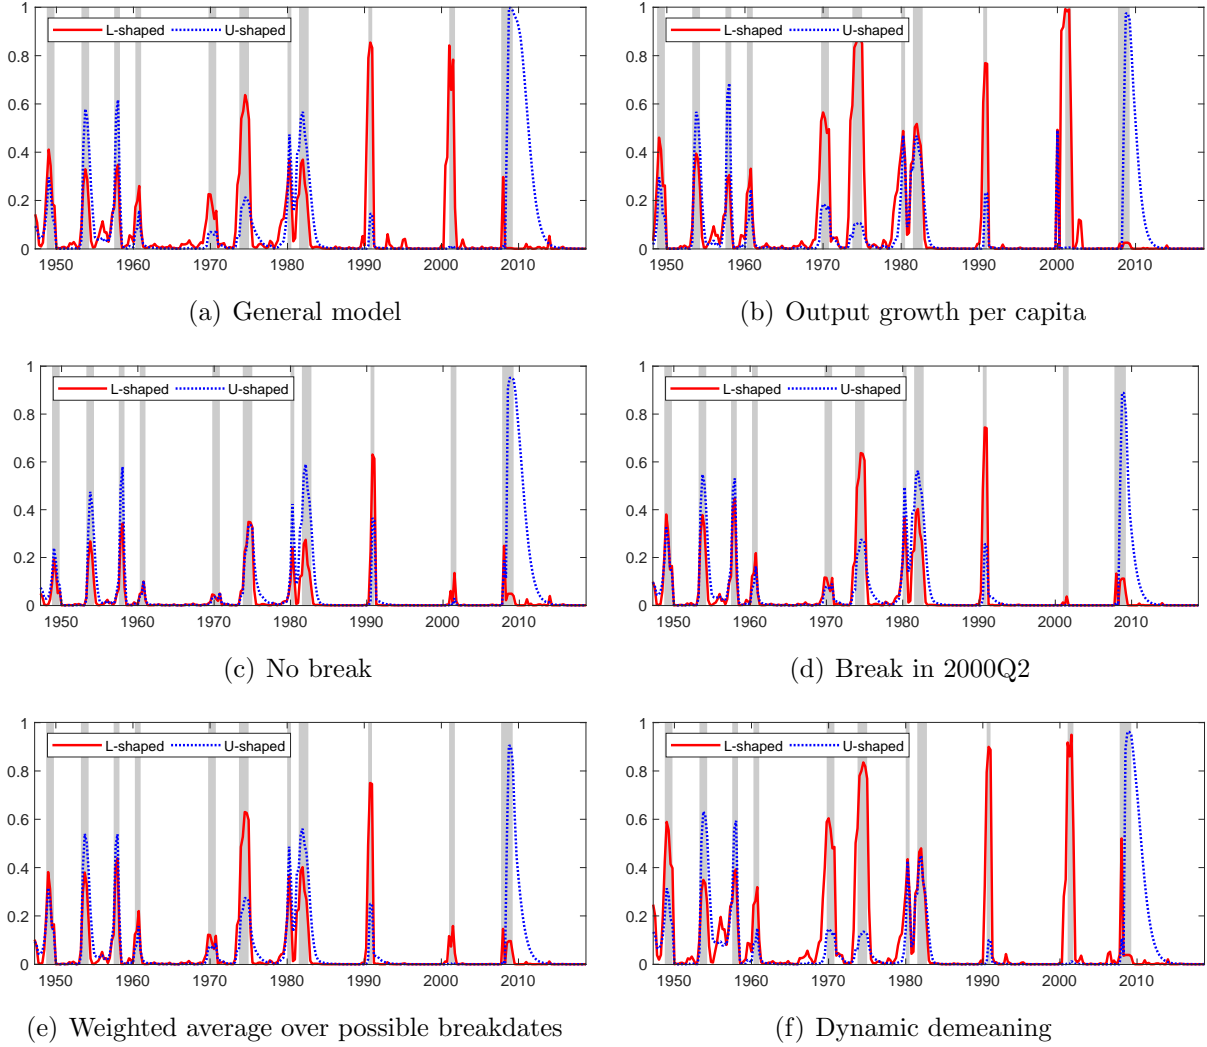 L-shaped U-shaped
1
0.8
0.6
0.4
0.2
0
1950 1960 1970 1980 1990 2000 2010
(a) General model
L-shaped U-shaped
1
0.8
0.6
0.4
0.2
0
1950 1960 1970 1980 1990 2000 2010
(b) Output growth per capita
L-shaped U-shaped
1
0.8
0.6
0.4
0.2
0
1950 1960 1970 1980 1990 2000 2010
(c) No break
L-shaped U-shaped
1
0.8
0.6
0.4
0.2
0
1950 1960 1970 1980 1990 2000 2010
(d) Break in 2000Q2
L-shaped U-shaped
1
0.8
0.6
0.4
0.2
0
1950 1960 1970 1980 1990 2000 2010
(e) Weighted average over possible breakdates
L-shaped U-shaped
1
0.8
0.6
0.4
0.2
0
1950 1960 1970 1980 1990 2000 2010
(f) Dynamic demeaning